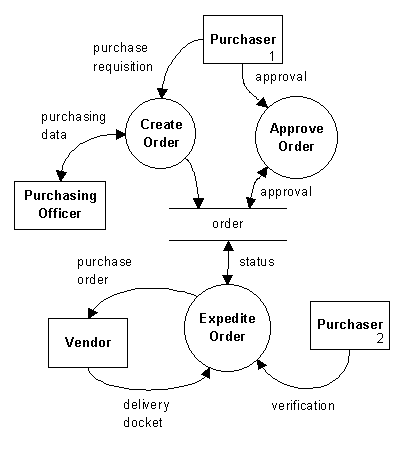 Purchaser
1
purchase
requisition
approval
purchasing
data
Create
Order
Approve
Order
Purchasing
Officer
approval
order
purchase
order
status
Vendor
Expedite
Order
Purchaser
2
delivery
docket
verification